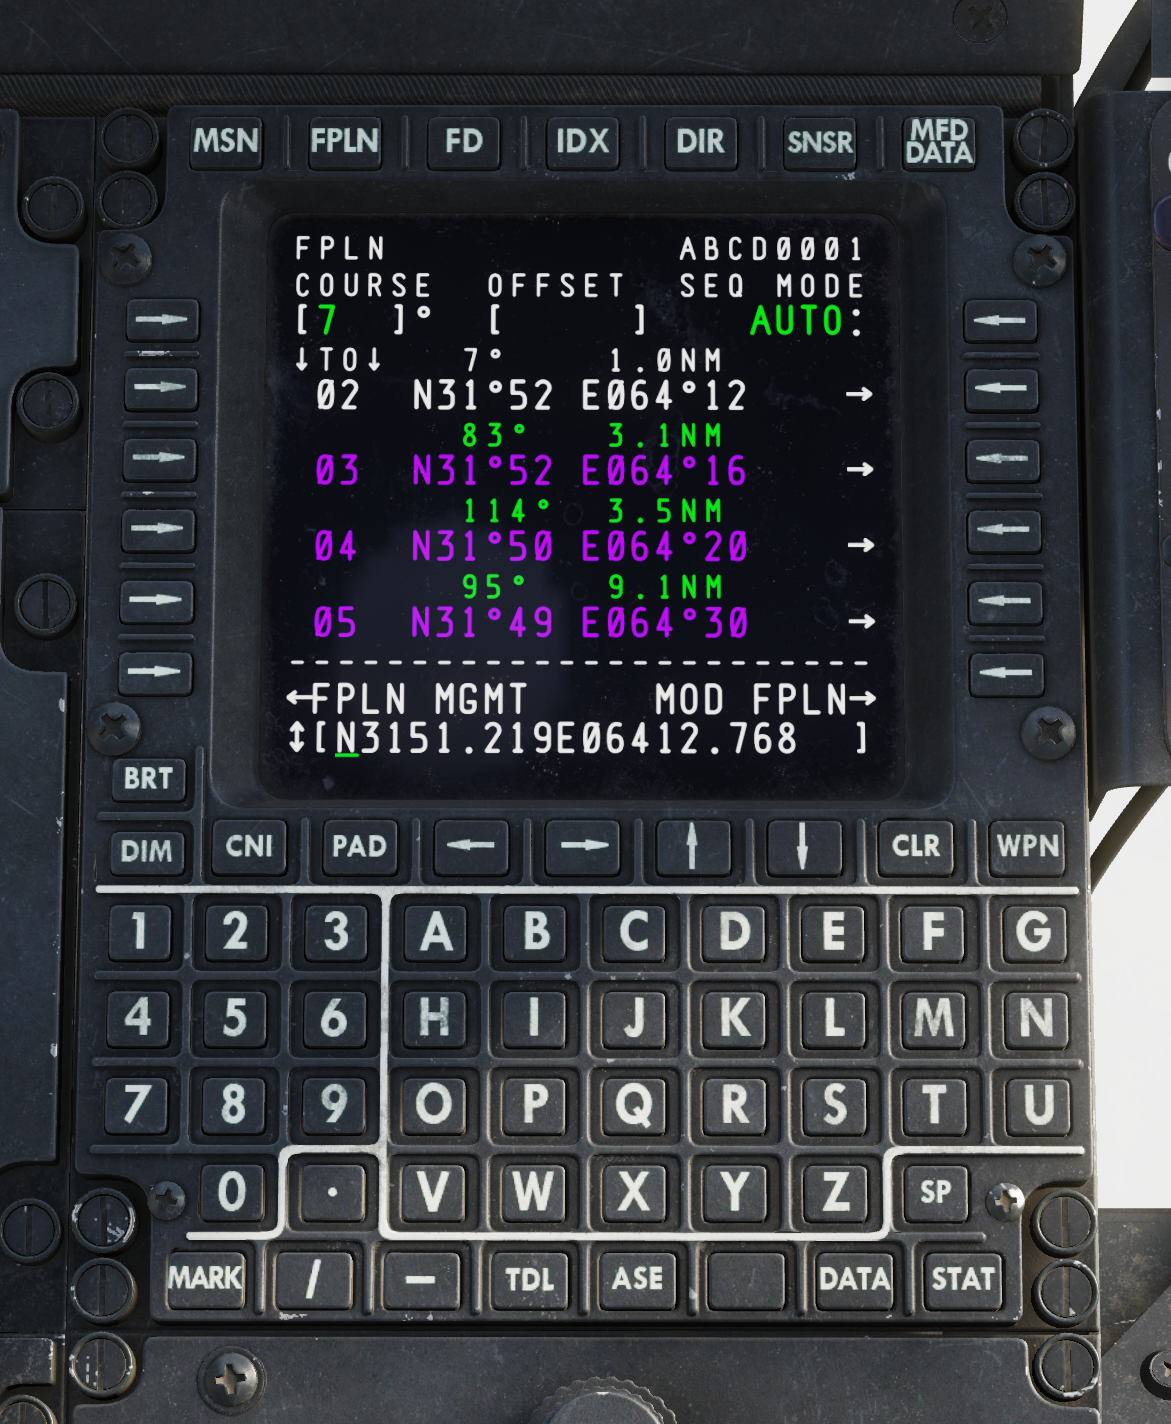 MSN FPLN FD IDX DIR SNSR MFD DATA
FPLN ABCD0001
COURSE OFFSET SEQ MODE
[7 ]° [ ] AUTO:
↓TO↓ 7° 1.0NM
02 N31°52 E064°12 →
83° 3.1NM
03 N31°52 E064°16 →
114° 3.5NM
04 N31°50 E064°20 →
95° 9.1NM
05 N31°49 E064°30 →
--------------------------------
←FPLN MGMT MOD FPLN→
↕[N3151.219E06412.768 ]
BRT
DIM CNI PAD ← → ↑ ↓ CLR WPN
1 2 3 A B C D E F G
4 5 6 H I J K L M N
7 8 9 O P Q R S T U
0 · V W X Y Z SP
MARK / – TDL ASE DATA STAT